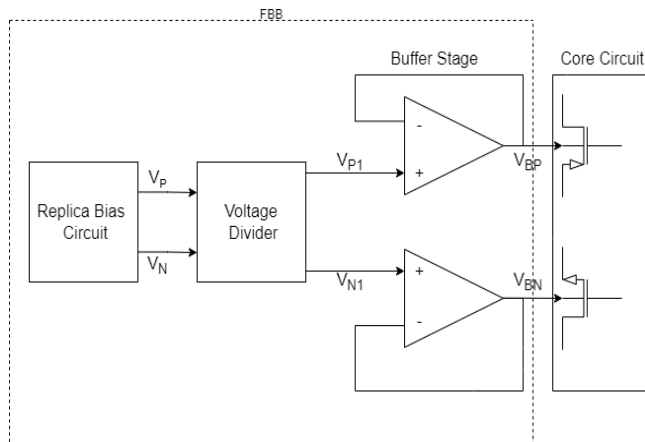 FBB
Buffer Stage
Core Circuit
-
+
V_BP
V_P1
V_P
Replica Bias
Circuit
Voltage
Divider
V_N
V_N1
+
-
V_BN